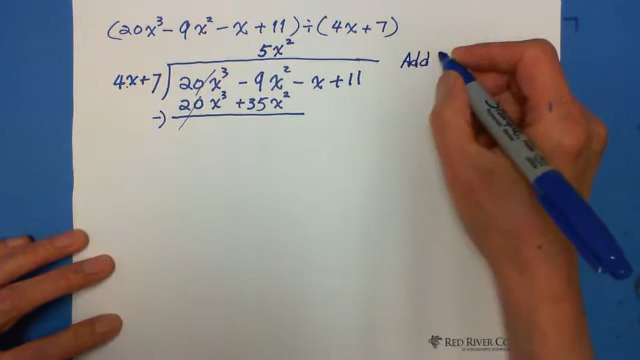 (20x³ - 9x² - x + 11) ÷ (4x + 7)
5x²
4x+7 20x³ - 9x² - x + 11 Add
20x³ + 35x²
-)
RED RIVER